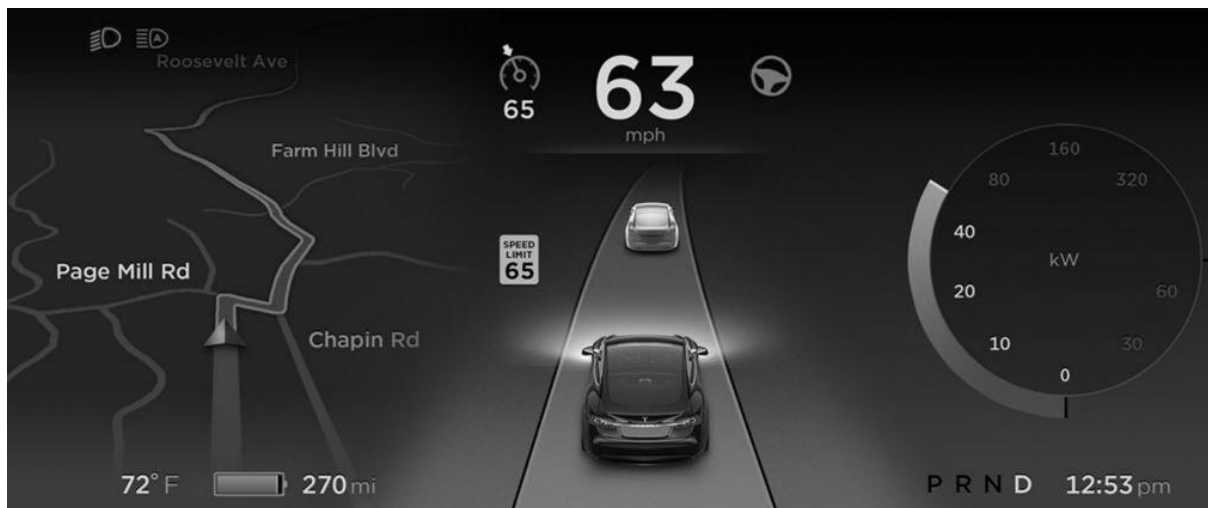 Roosevelt Ave
Farm Hill Blvd
Page Mill Rd
Chapin Rd
72° F
270 mi
65
63
mph
SPEED
LIMIT
65
160
80
320
40
kW
20
60
10
30
0
P R N D
12:53 pm